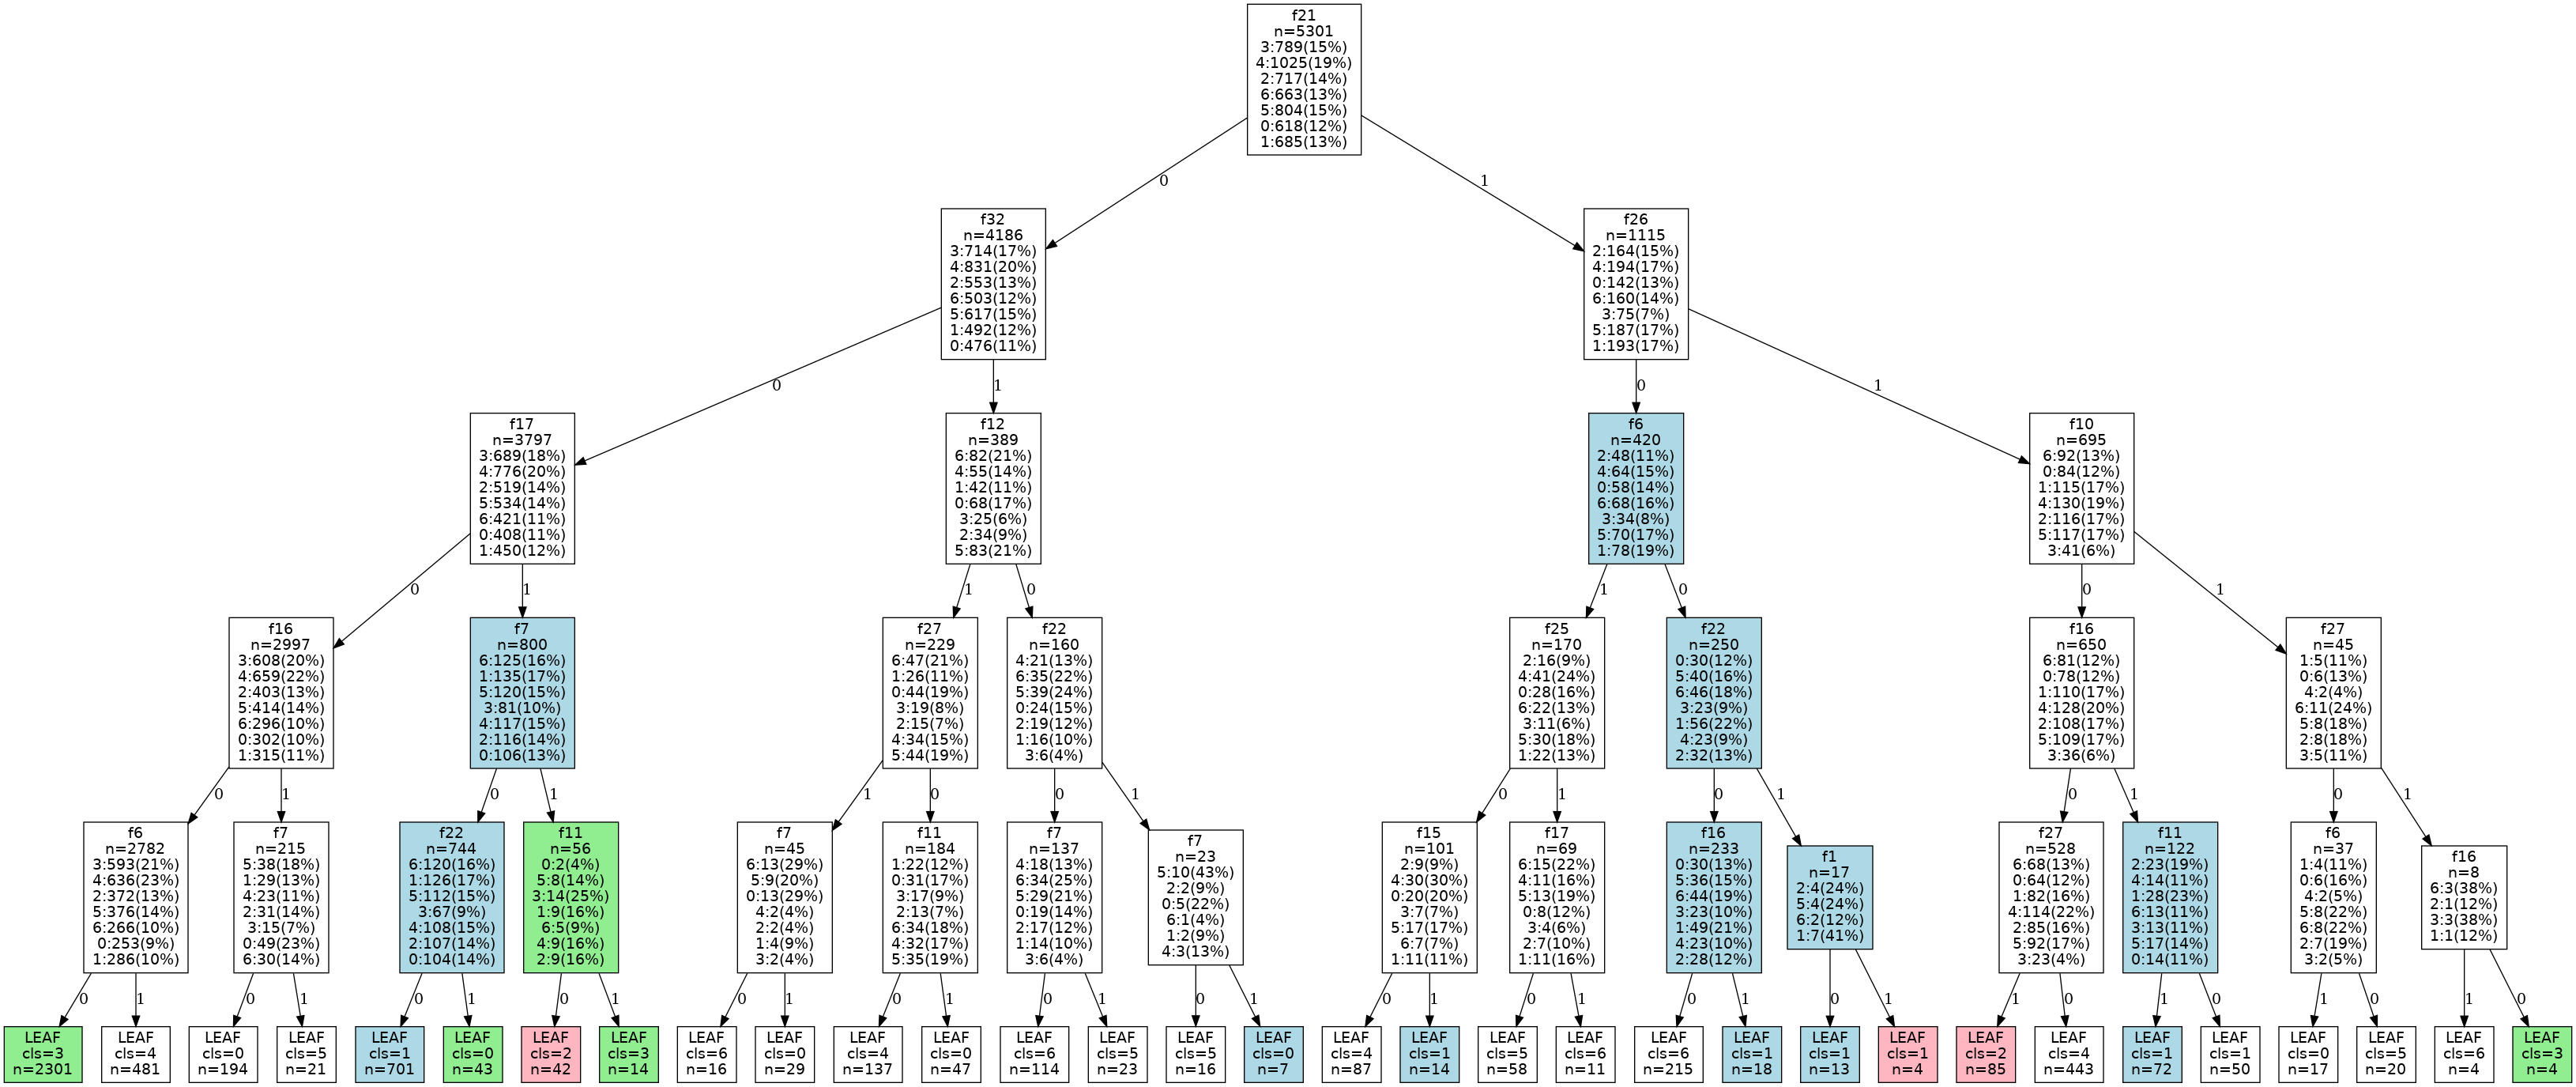 f21
n=5301
3:789(15%)
4:1025(19%)
2:717(14%)
6:663(13%)
5:804(15%)
0:618(12%)
1:685(13%)
0
1
f32
n=4186
3:714(17%)
4:831(20%)
2:553(13%)
6:503(12%)
5:617(15%)
1:492(12%)
0:476(11%)
f26
n=1115
2:164(15%)
4:194(17%)
0:142(13%)
6:160(14%)
3:75(7%)
5:187(17%)
1:193(17%)
0
1
0
1
f17
n=3797
3:689(18%)
4:776(20%)
2:519(14%)
5:534(14%)
6:421(11%)
0:408(11%)
1:450(12%)
f12
n=389
6:82(21%)
4:55(14%)
1:42(11%)
0:68(17%)
3:25(6%)
2:34(9%)
5:83(21%)
f6
n=420
2:48(11%)
4:64(15%)
0:58(14%)
6:68(16%)
3:34(8%)
5:70(17%)
1:78(19%)
f10
n=695
6:92(13%)
0:84(12%)
1:115(17%)
4:130(19%)
2:116(17%)
5:117(17%)
3:41(6%)
0
1
1
0
1
0
0
1
f16
n=2997
3:608(20%)
4:659(22%)
2:403(13%)
5:414(14%)
6:296(10%)
0:302(10%)
1:315(11%)
f7
n=800
6:125(16%)
1:135(17%)
5:120(15%)
3:81(10%)
4:117(15%)
2:116(14%)
0:106(13%)
f27
n=229
6:47(21%)
1:26(11%)
0:44(19%)
3:19(8%)
2:15(7%)
4:34(15%)
5:44(19%)
f22
n=160
4:21(13%)
6:35(22%)
5:39(24%)
0:24(15%)
2:19(12%)
1:16(10%)
3:6(4%)
f25
n=170
2:16(9%)
4:41(24%)
0:28(16%)
6:22(13%)
3:11(6%)
5:30(18%)
1:22(13%)
f22
n=250
0:30(12%)
5:40(16%)
6:46(18%)
3:23(9%)
1:56(22%)
4:23(9%)
2:32(13%)
f16
n=650
6:81(12%)
0:78(12%)
1:110(17%)
4:128(20%)
2:108(17%)
5:109(17%)
3:36(6%)
f27
n=45
1:5(11%)
0:6(13%)
4:2(4%)
6:11(24%)
5:8(18%)
2:8(18%)
3:5(11%)
0
1
0
1
1
0
0
1
0
1
0
1
0
1
0
1
f6
n=2782
3:593(21%)
4:636(23%)
2:372(13%)
5:376(14%)
6:266(10%)
0:253(9%)
1:286(10%)
f7
n=215
5:38(18%)
1:29(13%)
4:23(11%)
2:31(14%)
3:15(7%)
0:49(23%)
6:30(14%)
f22
n=744
6:120(16%)
1:126(17%)
5:112(15%)
3:67(9%)
4:108(15%)
2:107(14%)
0:104(14%)
f11
n=56
0:2(4%)
5:8(14%)
3:14(25%)
1:9(16%)
6:5(9%)
4:9(16%)
2:9(16%)
f7
n=45
6:13(29%)
5:9(20%)
0:13(29%)
4:2(4%)
2:2(4%)
1:4(9%)
3:2(4%)
f11
n=184
1:22(12%)
0:31(17%)
3:17(9%)
2:13(7%)
6:34(18%)
4:32(17%)
5:35(19%)
f7
n=137
4:18(13%)
6:34(25%)
5:29(21%)
0:19(14%)
2:17(12%)
1:14(10%)
3:6(4%)
f7
n=23
5:10(43%)
2:2(9%)
0:5(22%)
6:1(4%)
1:2(9%)
4:3(13%)
f15
n=101
2:9(9%)
4:30(30%)
0:20(20%)
3:7(7%)
5:17(17%)
6:7(7%)
1:11(11%)
f17
n=69
6:15(22%)
4:11(16%)
5:13(19%)
0:8(12%)
3:4(6%)
2:7(10%)
1:11(16%)
f16
n=233
0:30(13%)
5:36(15%)
6:44(19%)
3:23(10%)
1:49(21%)
4:23(10%)
2:28(12%)
f1
n=17
2:4(24%)
5:4(24%)
6:2(12%)
1:7(41%)
f27
n=528
6:68(13%)
0:64(12%)
1:82(16%)
4:114(22%)
2:85(16%)
5:92(17%)
3:23(4%)
f11
n=122
2:23(19%)
4:14(11%)
1:28(23%)
6:13(11%)
3:13(11%)
5:17(14%)
0:14(11%)
f6
n=37
1:4(11%)
0:6(16%)
4:2(5%)
5:8(22%)
6:8(22%)
2:7(19%)
3:2(5%)
f16
n=8
6:3(38%)
2:1(12%)
3:3(38%)
1:1(12%)
0
1
0
1
0
1
0
1
0
1
0
1
0
1
0
1
0
1
0
1
0
1
0
1
1
0
1
0
1
0
1
0
LEAF
cls=3
n=2301
LEAF
cls=4
n=481
LEAF
cls=0
n=194
LEAF
cls=5
n=21
LEAF
cls=1
n=701
LEAF
cls=0
n=43
LEAF
cls=2
n=42
LEAF
cls=3
n=14
LEAF
cls=6
n=16
LEAF
cls=0
n=29
LEAF
cls=4
n=137
LEAF
cls=0
n=47
LEAF
cls=6
n=114
LEAF
cls=5
n=23
LEAF
cls=5
n=16
LEAF
cls=0
n=7
LEAF
cls=4
n=87
LEAF
cls=1
n=14
LEAF
cls=5
n=58
LEAF
cls=6
n=11
LEAF
cls=6
n=215
LEAF
cls=1
n=18
LEAF
cls=1
n=13
LEAF
cls=1
n=4
LEAF
cls=2
n=85
LEAF
cls=4
n=443
LEAF
cls=1
n=72
LEAF
cls=1
n=50
LEAF
cls=0
n=17
LEAF
cls=5
n=20
LEAF
cls=6
n=4
LEAF
cls=3
n=4